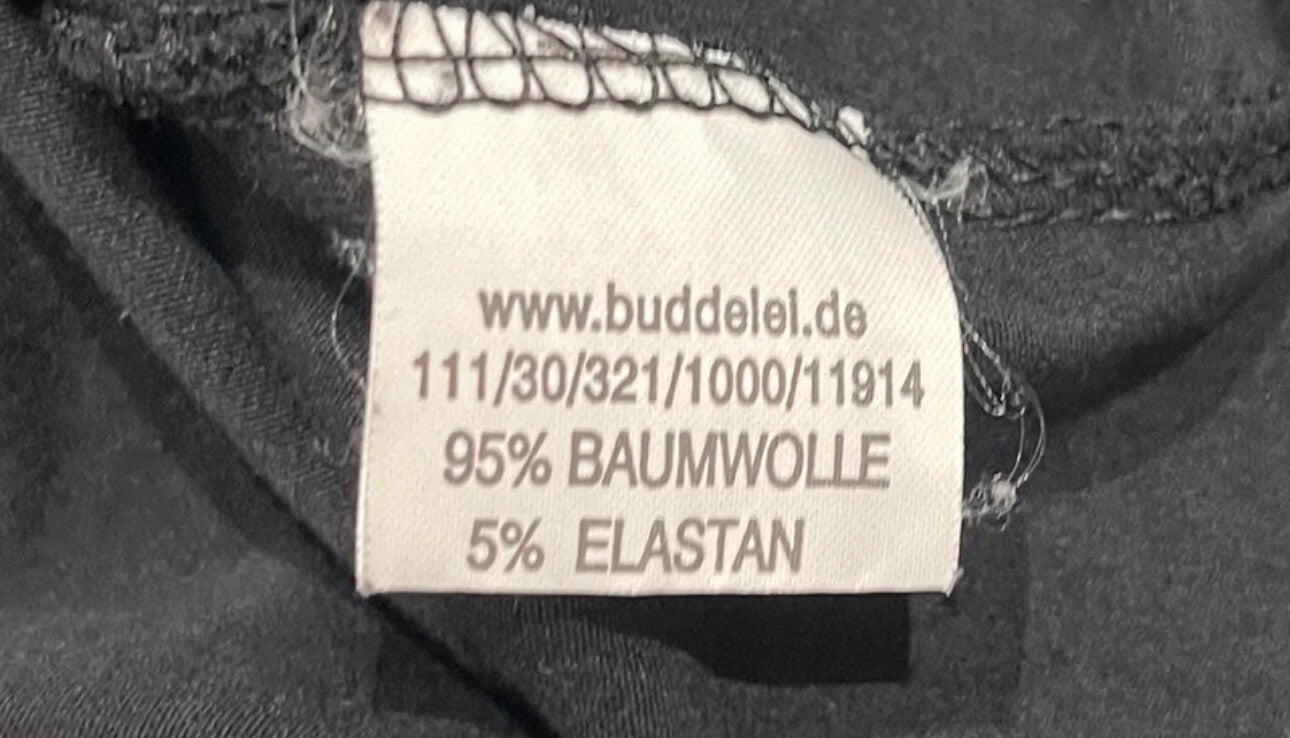 www.buddelei.de
111/30/321/1000/11914
95% BAUMWOLLE
5% ELASTAN